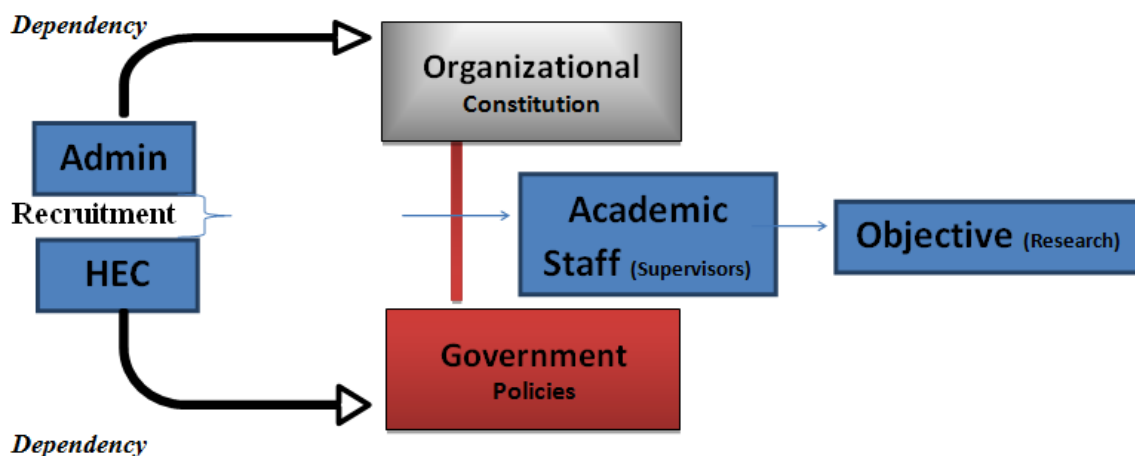 Dependency
Organizational
Constitution
Admin
Recruitment
HEC
Academic
Staff (Supervisors)
Objective (Research)
Government
Policies
Dependency